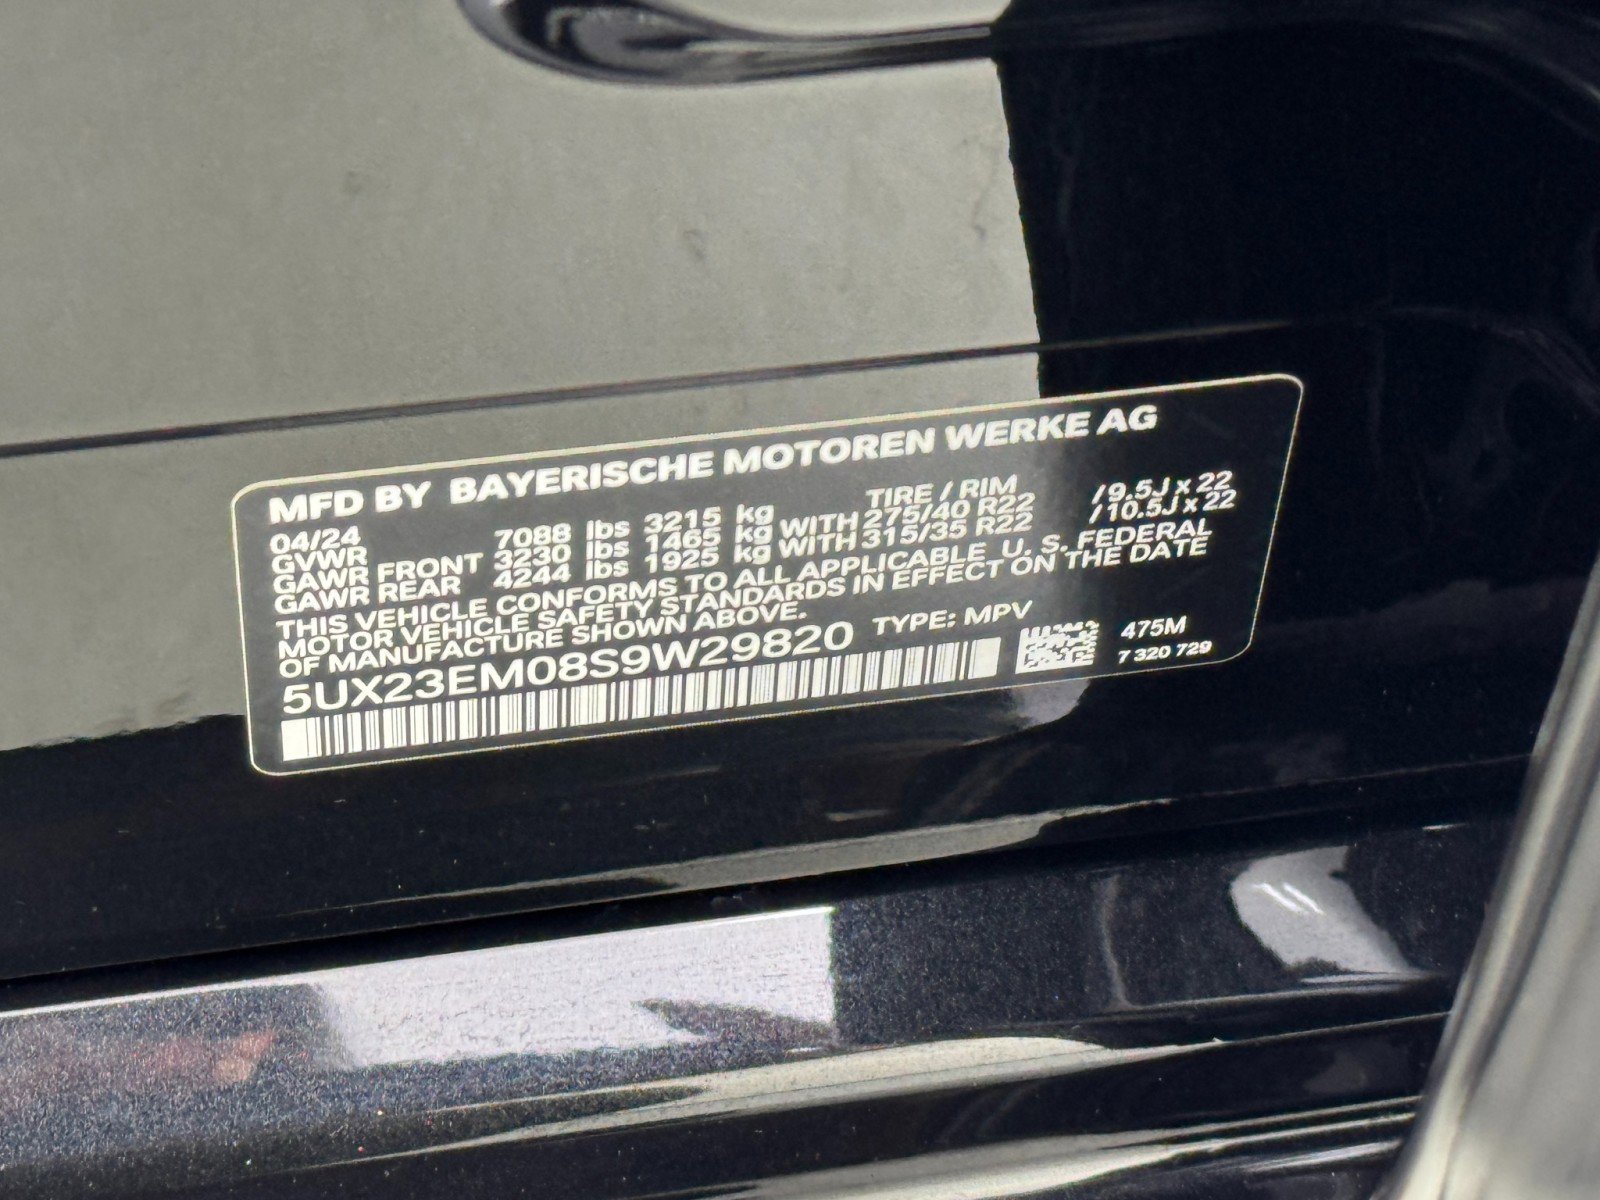 MFD BY BAYERISCHE MOTOREN WERKE AG
04/24 TIRE / RIM
GVWR 7088 lbs 3215 kg
GAWR FRONT 3230 lbs 1465 kg WITH 275/40 R22 / 9.5J x 22
GAWR REAR 4244 lbs 1925 kg WITH 315/35 R22 / 10.5J x 22
THIS VEHICLE CONFORMS TO ALL APPLICABLE U. S. FEDERAL
MOTOR VEHICLE SAFETY STANDARDS IN EFFECT ON THE DATE
OF MANUFACTURE SHOWN ABOVE.
5UX23EM08S9W29820 TYPE: MPV
475M
7 320 729